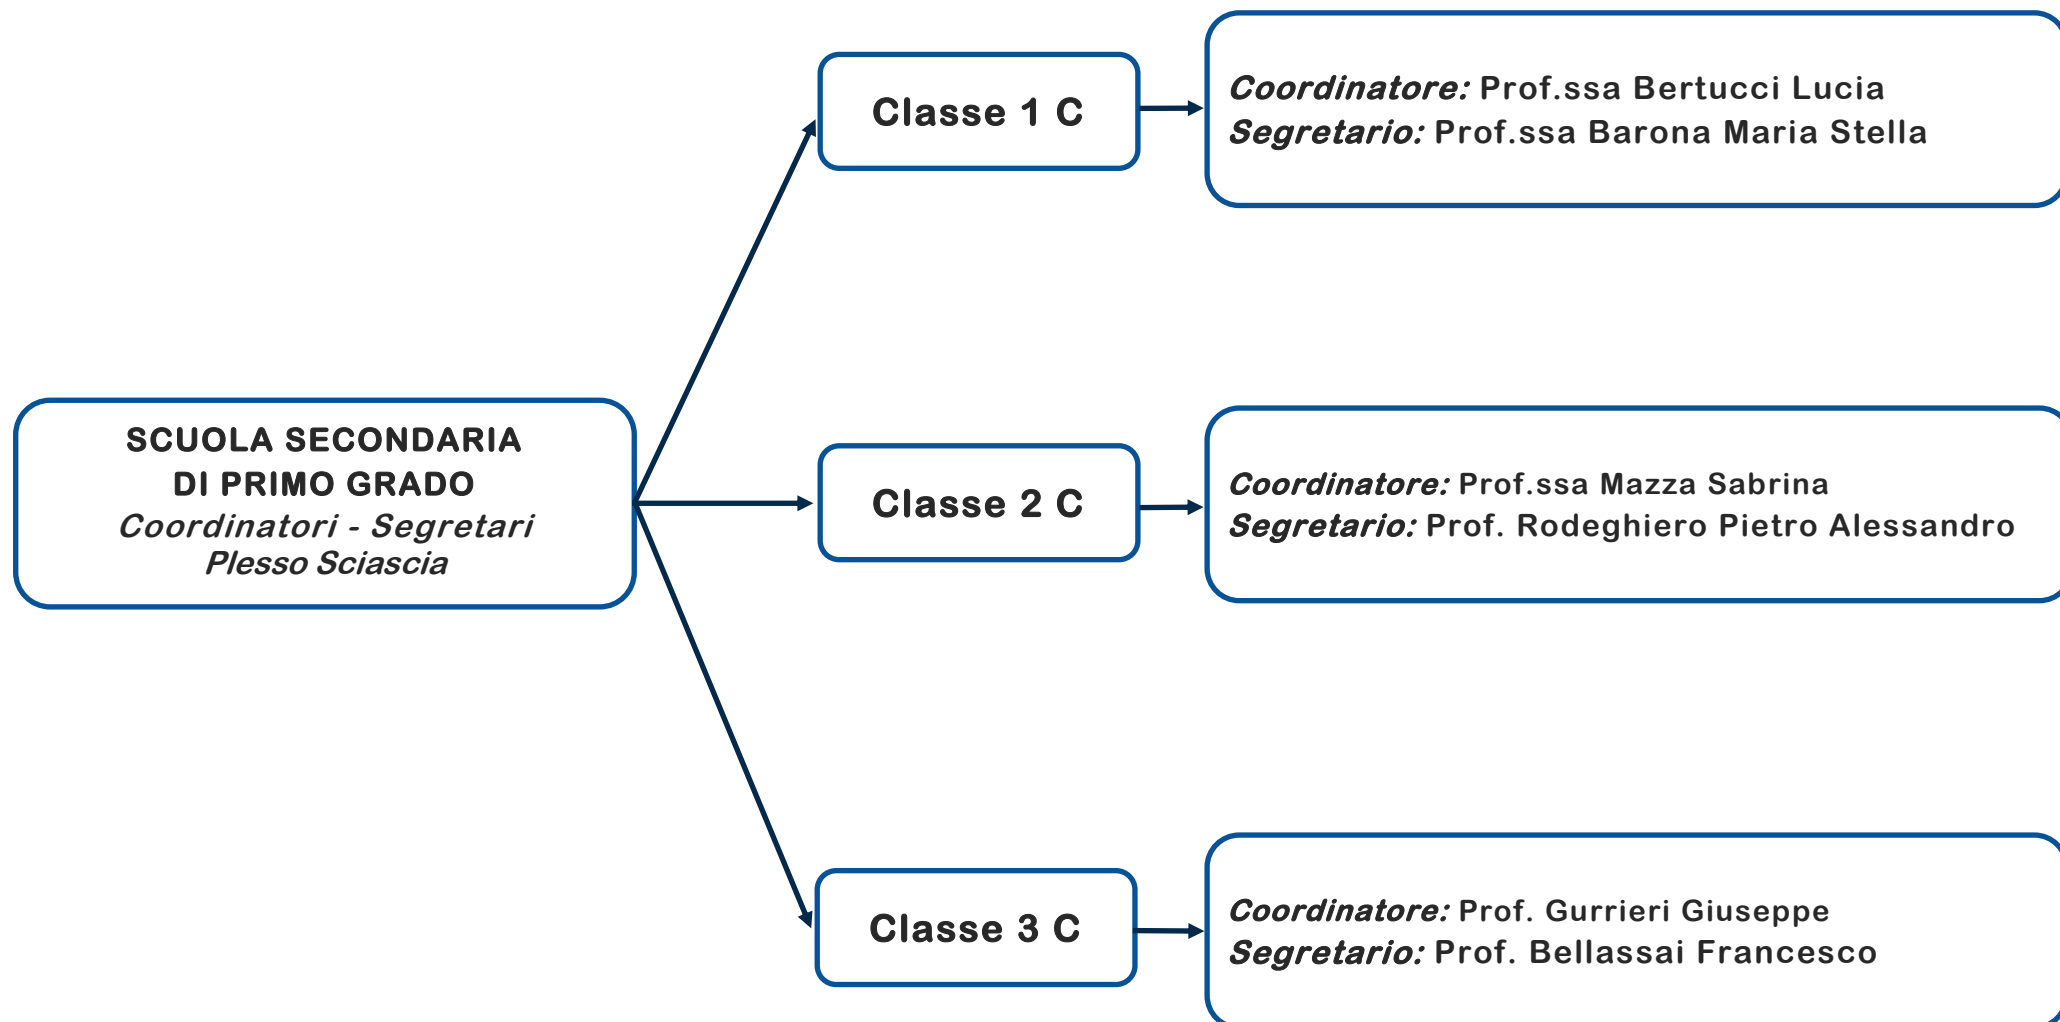 SCUOLA SECONDARIA
DI PRIMO GRADO
Coordinatori - Segretari
Plesso Sciascia
Classe 1 C
Coordinatore: Prof.ssa Bertucci Lucia
Segretario: Prof.ssa Barona Maria Stella
Classe 2 C
Coordinatore: Prof.ssa Mazza Sabrina
Segretario: Prof. Rodeghiero Pietro Alessandro
Classe 3 C
Coordinatore: Prof. Gurrieri Giuseppe
Segretario: Prof. Bellassai Francesco